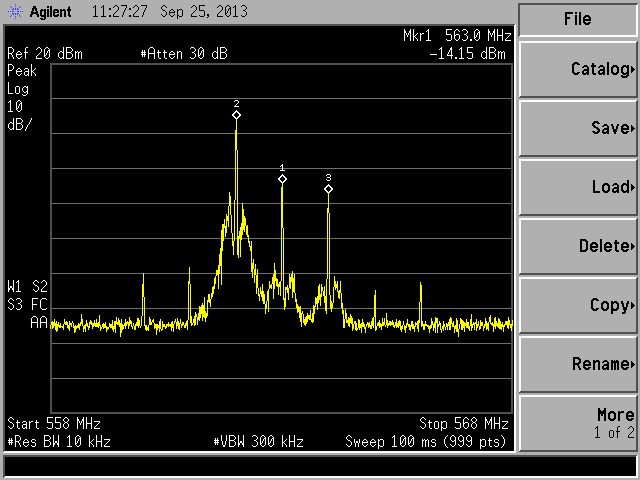 Agilent 11:27:27 Sep 25, 2013
File
Mkr1 563.0 MHz
Ref 20 dBm #Atten 30 dB -14.15 dBm
Peak
Log
10
dB/
2
1
3
W1 S2
S3 FC
AA
Start 558 MHz Stop 568 MHz
#Res BW 10 kHz #VBW 300 kHz Sweep 100 ms (999 pts)
Catalog
Save
Load
Delete
Copy
Rename
More
1 of 2